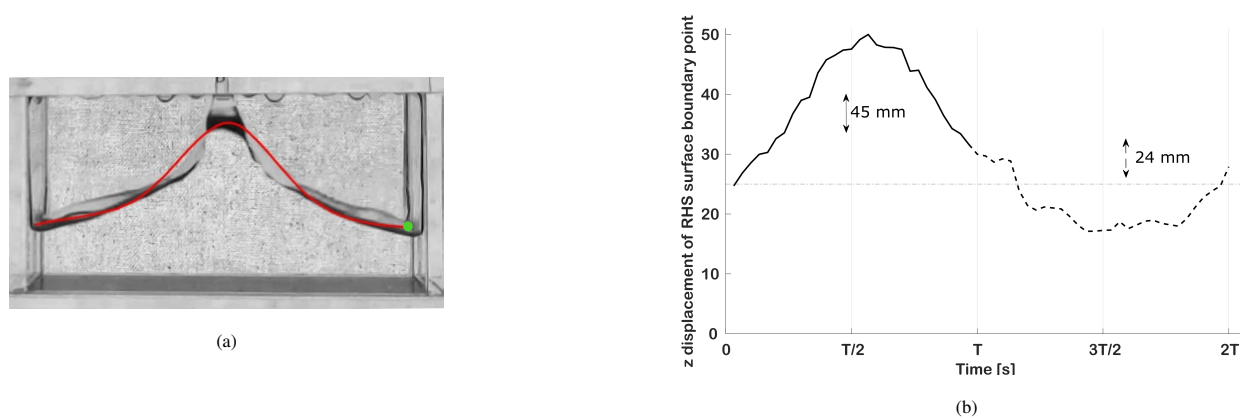 (a)
z displacement of RHS surface boundary point
50
40
30
20
10
0
45 mm
24 mm
0
T/2
T
3T/2
2T
Time [s]
(b)